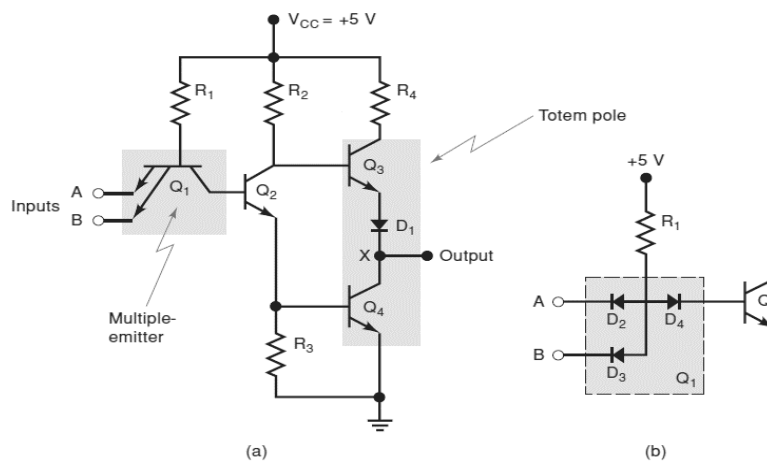 V_CC = +5 V
R₁
R₂
R₄
Totem pole
Q₃
+5 V
Inputs
A
Q₁
Q₂
B
D₁
R₁
X
Output
Multiple-
emitter
Q₄
A
D₂
D₄
Q
R₃
B
D₃
Q₁
(a)
(b)